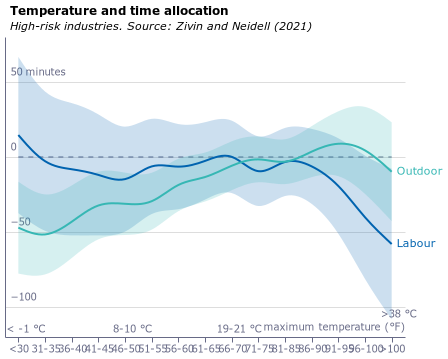 Temperature and time allocation
High-risk industries. Source: Zivin and Neidell (2021)
50 minutes
0
Outdoor
−50
Labour
−100
>38 °C
< -1 °C 8-10 °C 19-21 °C maximum temperature (°F)
<30 31-35 36-40 41-45 46-50 51-55 56-60 61-65 66-70 71-75 81-85 86-90 91-95 96-100 >100